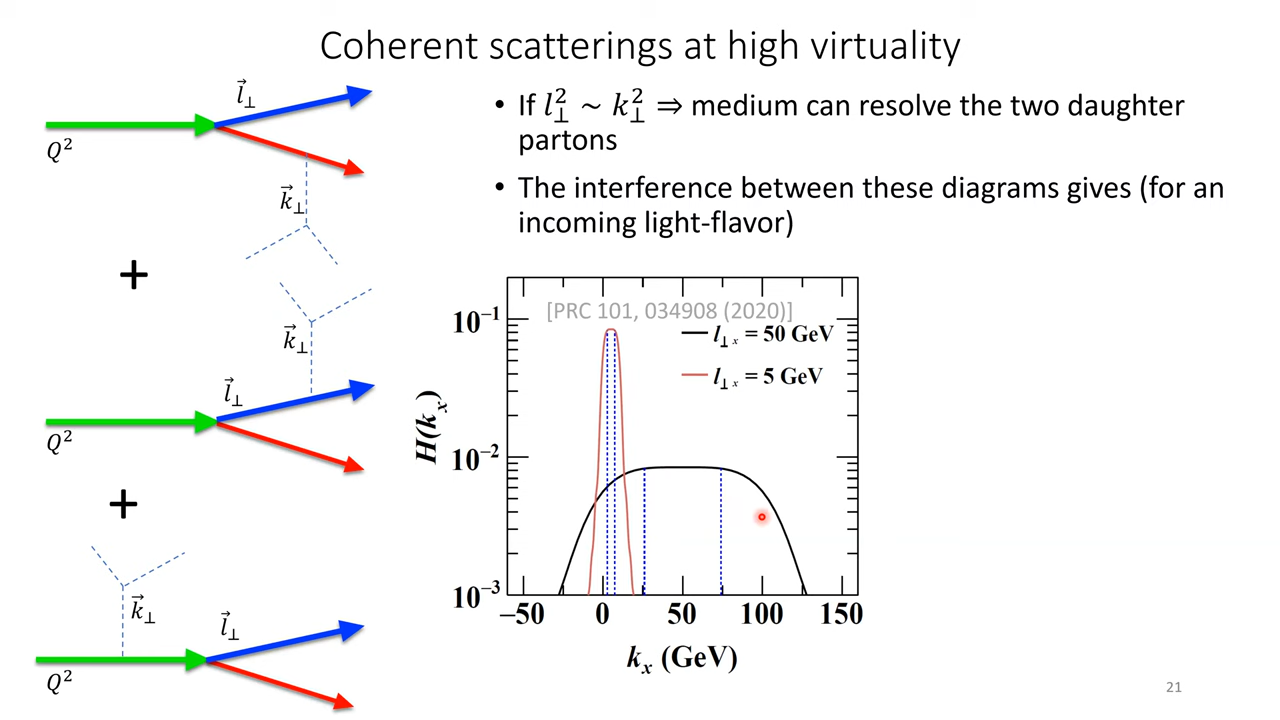 Coherent scatterings at high virtuality
l⃗⊥
Q²
k⃗⊥
+
k⃗⊥
l⃗⊥
Q²
+
k⃗⊥
l⃗⊥
Q²
• If l⊥² ~ k⊥² ⇒ medium can resolve the two daughter
partons
• The interference between these diagrams gives (for an
incoming light-flavor)
[PRC 101, 034908 (2020)]
l⊥x = 50 GeV
l⊥x = 5 GeV
H(kx)
10⁻¹
10⁻²
10⁻³
–50 0 50 100 150
kx (GeV)
21